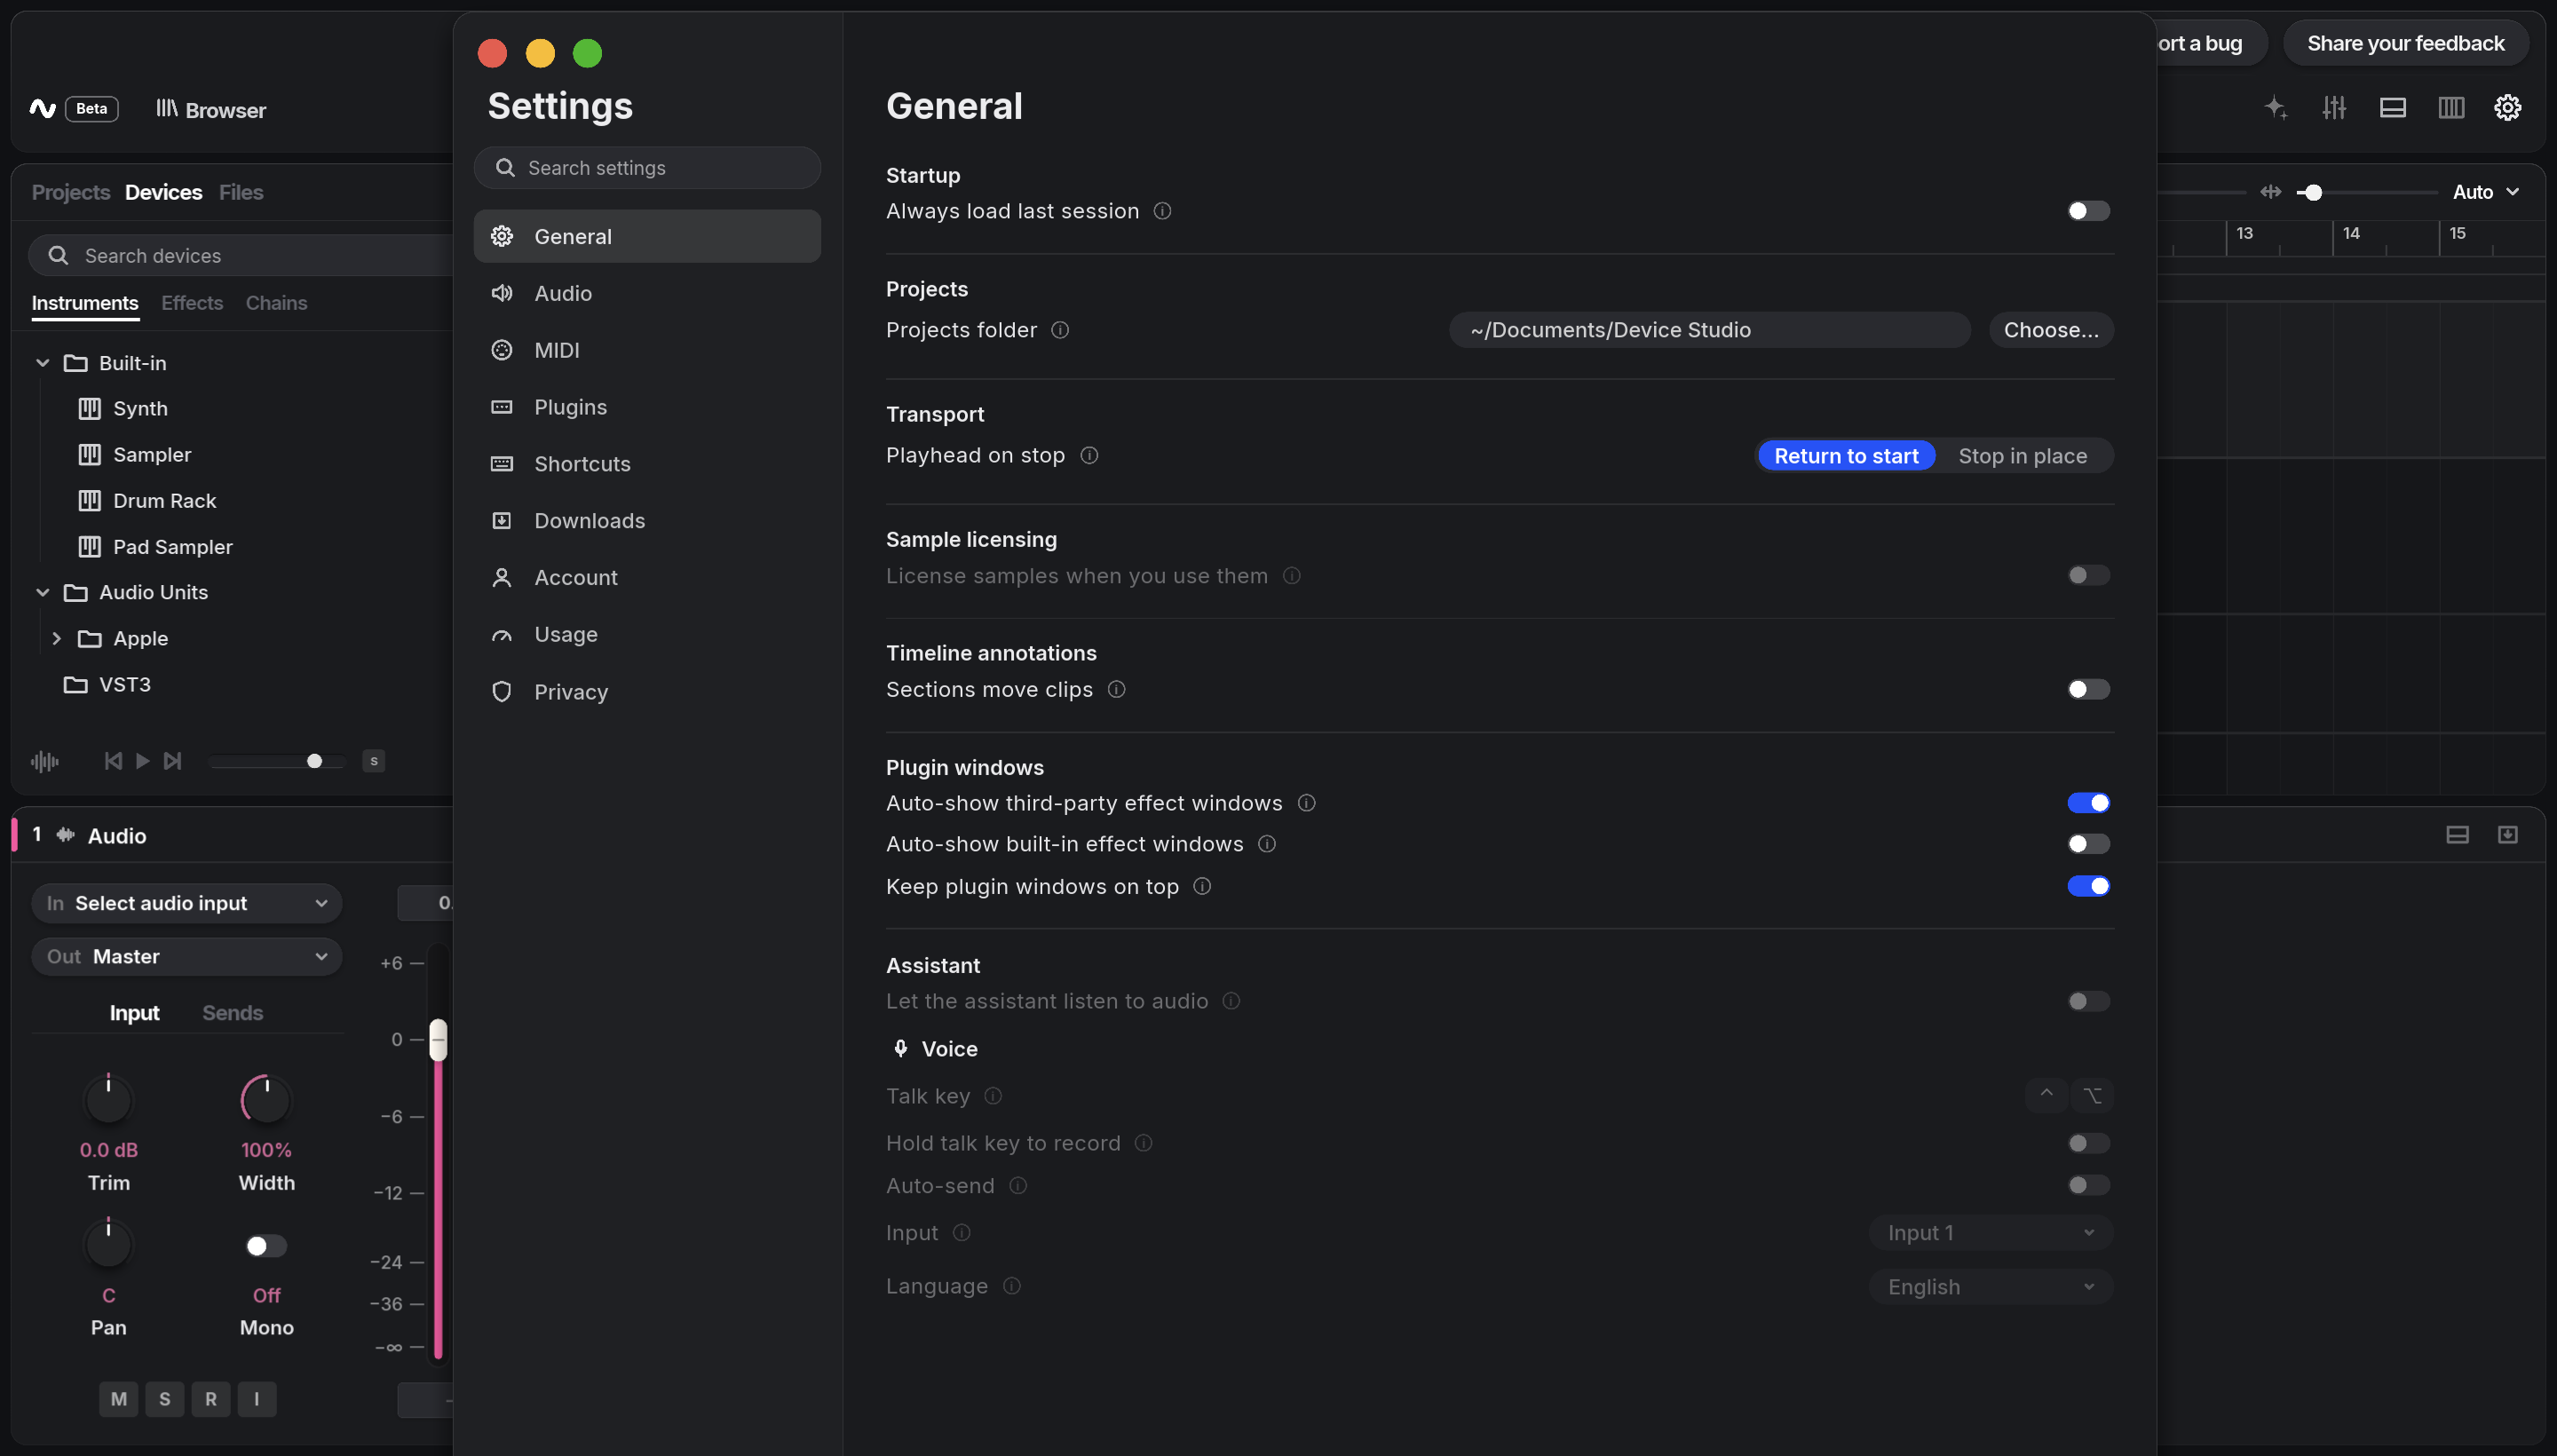 ort a bug
Share your feedback
Beta
Browser
Projects Devices Files
Search devices
Instruments Effects Chains
Built-in
Synth
Sampler
Drum Rack
Pad Sampler
Audio Units
Apple
VST3
S
1 Audio
In Select audio input
0.
Out Master
Input Sends
0.0 dB
Trim
100%
Width
C
Pan
Off
Mono
M S R I
+6
0
−6
−12
−24
−36
−∞
Settings
Search settings
General
Audio
MIDI
Plugins
Shortcuts
Downloads
Account
Usage
Privacy
General
Startup
Always load last session
Projects
Projects folder ~/Documents/Device Studio Choose...
Transport
Playhead on stop Return to start Stop in place
Sample licensing
License samples when you use them
Timeline annotations
Sections move clips
Plugin windows
Auto-show third-party effect windows
Auto-show built-in effect windows
Keep plugin windows on top
Assistant
Let the assistant listen to audio
Voice
Talk key ⌃ ⌥
Hold talk key to record
Auto-send
Input Input 1
Language English
Auto
13 14 15